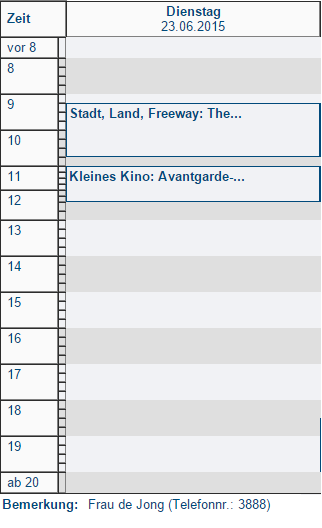 Zeit
Dienstag
23.06.2015
vor 8
8
9
Stadt, Land, Freeway: The...
10
11
Kleines Kino: Avantgarde-...
12
13
14
15
16
17
18
19
ab 20
Bemerkung: Frau de Jong (Telefonnr.: 3888)